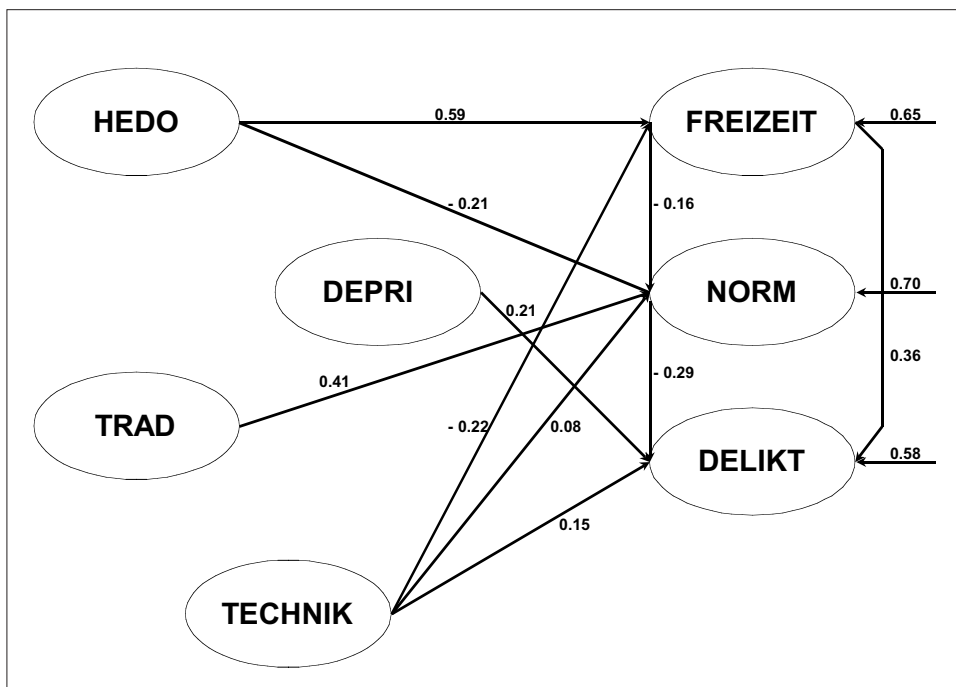 HEDO
0.59
FREIZEIT
0.65
- 0.21
- 0.16
DEPRI
NORM
0.70
0.21
0.36
0.41
- 0.29
TRAD
- 0.22
0.08
DELIKT
0.58
0.15
TECHNIK